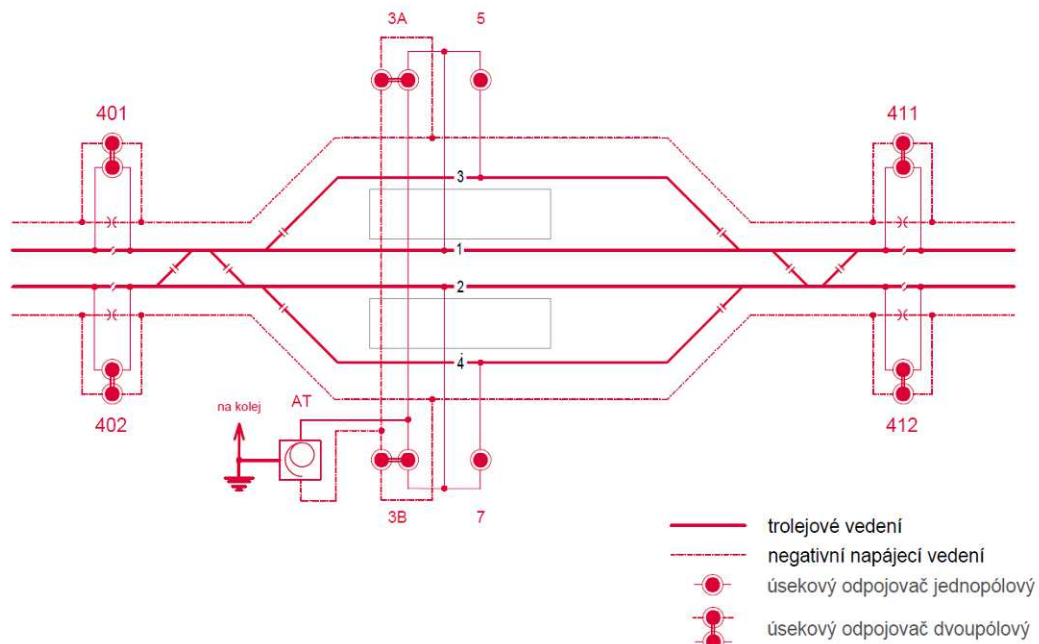 3A
5
401
411
3
1
2
4
na kolej
AT
402
412
3B
7
trolejové vedení
negativní napájecí vedení
úsekový odpojovač jednopólový
úsekový odpojovač dvoupólový